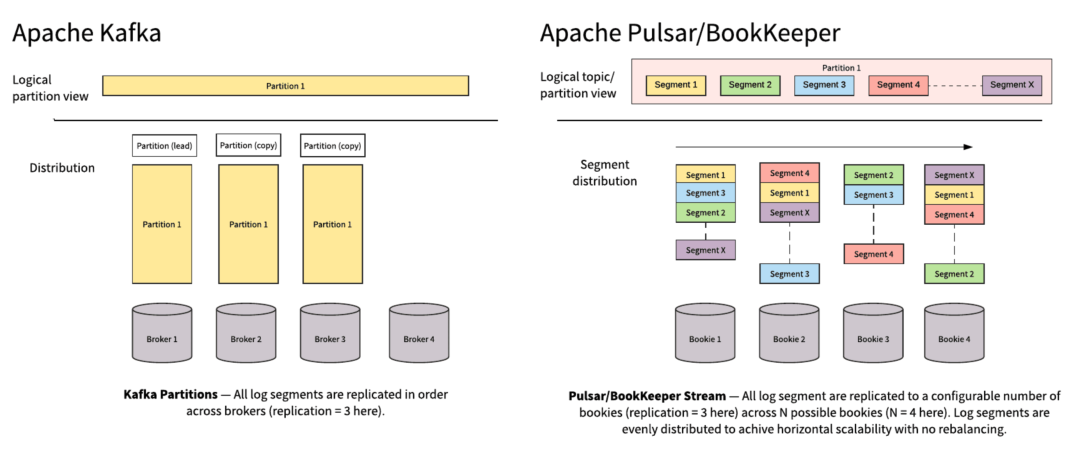 Apache Kafka
Logical
partition view
Partition 1
Distribution
Partition (lead)
Partition (copy)
Partition (copy)
Partition 1
Partition 1
Partition 1
Broker 1
Broker 2
Broker 3
Broker 4
Kafka Partitions — All log segments are replicated in order
across brokers (replication = 3 here).
Apache Pulsar/BookKeeper
Logical topic/
partition view
Partition 1
Segment 1
Segment 2
Segment 3
Segment 4
Segment X
Segment
distribution
Segment 1
Segment 3
Segment 2
Segment X
Segment 4
Segment 1
Segment X
Segment 3
Segment 2
Segment 3
Segment 4
Segment X
Segment 1
Segment 4
Segment 2
Bookie 1
Bookie 2
Bookie 3
Bookie 4
Pulsar/BookKeeper Stream — All log segment are replicated to a configurable number of
bookies (replication = 3 here) across N possible bookies (N = 4 here). Log segments are
evenly distributed to achive horizontal scalability with no rebalancing.